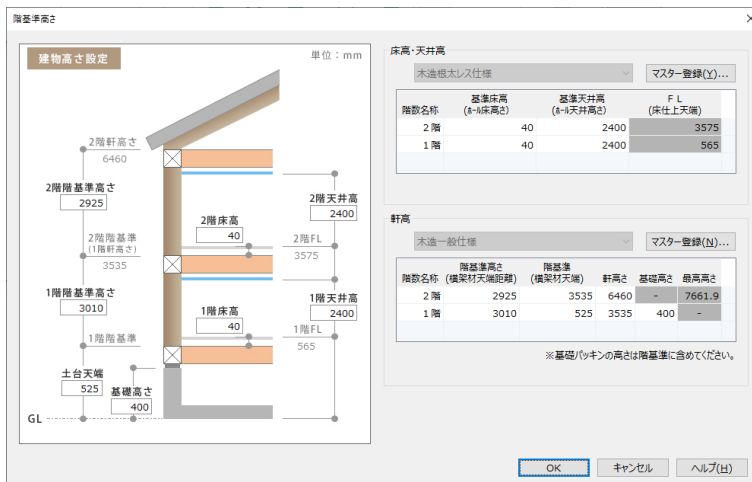 階基準高さ
建物高さ設定
単位：mm
2階軒高さ
6460
2階階基準高さ
2925
2階天井高
2400
2階床高
40
2階階基準
(1階軒高さ)
3535
2階FL
3575
1階階基準高さ
3010
1階天井高
2400
1階床高
40
1階階基準
1階FL
565
土台天端
525
基礎高さ
400
GL
床高・天井高
木造根太レス仕様
マスター登録(Y)...
階数名称 基準床高 (ﾎｰﾙ床高さ) 基準天井高 (ﾎｰﾙ天井高さ) ＦＬ (床仕上天端)
2 階 40 2400 3575
1 階 40 2400 565
軒高
木造一般仕様
マスター登録(N)...
階数名称 階基準高さ (横架材天端距離) 階基準 (横架材天端) 軒高さ 基礎高さ 最高高さ
2 階 2925 3535 6460 - 7661.9
1 階 3010 525 3535 400 -
※基礎パッキンの高さは階基準に含めてください。
OK
キャンセル
ヘルプ(H)